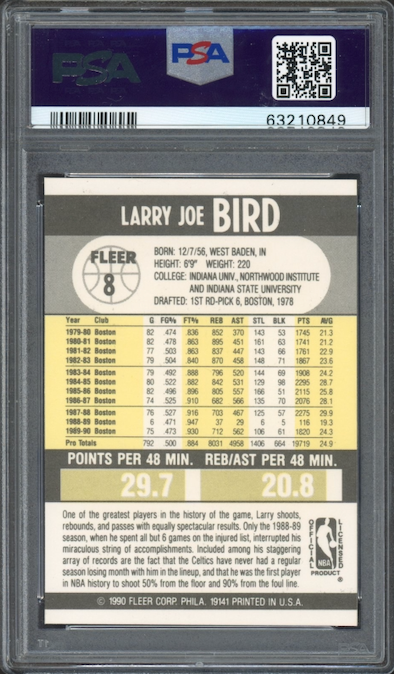 PSA
PSA
63210849
LARRY JOE BIRD
FLEER
8
BORN: 12/7/56, WEST BADEN, IN
HEIGHT: 6'9" WEIGHT: 220
COLLEGE: INDIANA UNIV., NORTHWOOD INSTITUTE
AND INDIANA STATE UNIVERSITY
DRAFTED: 1ST RD-PICK 6, BOSTON, 1978
Year Club G FG% FT% REB AST STL BLK PTS AVG
1979-80 Boston 82 .474 .836 852 370 143 53 1745 21.3
1980-81 Boston 82 .478 .863 895 451 161 63 1741 21.2
1981-82 Boston 77 .503 .863 837 447 143 66 1761 22.9
1982-83 Boston 79 .504 .840 870 458 148 71 1867 23.6
1983-84 Boston 79 .492 .888 796 520 144 69 1908 24.2
1984-85 Boston 80 .522 .882 842 531 129 98 2295 28.7
1985-86 Boston 82 .496 .896 805 557 166 51 2115 25.8
1986-87 Boston 74 .525 .910 682 566 135 70 2076 28.1
1987-88 Boston 76 .527 .916 703 467 125 57 2275 29.9
1988-89 Boston 6 .471 .947 37 29 6 5 116 19.3
1989-90 Boston 75 .473 .930 712 562 106 61 1820 24.3
Pro Totals 792 .500 .884 8031 4958 1406 664 19719 24.9
POINTS PER 48 MIN. REB/AST PER 48 MIN.
29.7 20.8
One of the greatest players in the history of the game, Larry shoots,
rebounds, and passes with equally spectacular results. Only the 1988-89
season, when he spent all but 6 games on the injured list, interrupted his
miraculous string of accomplishments. Included among his staggering
array of records are the fact that the Celtics have never had a regular
season losing month with him in the lineup, and that he was the first player
in NBA history to shoot 50% from the floor and 90% from the foul line.
OFFICIAL LICENSED
NBA
PRODUCT
© 1990 FLEER CORP. PHILA. 19141 PRINTED IN U.S.A.
PSA